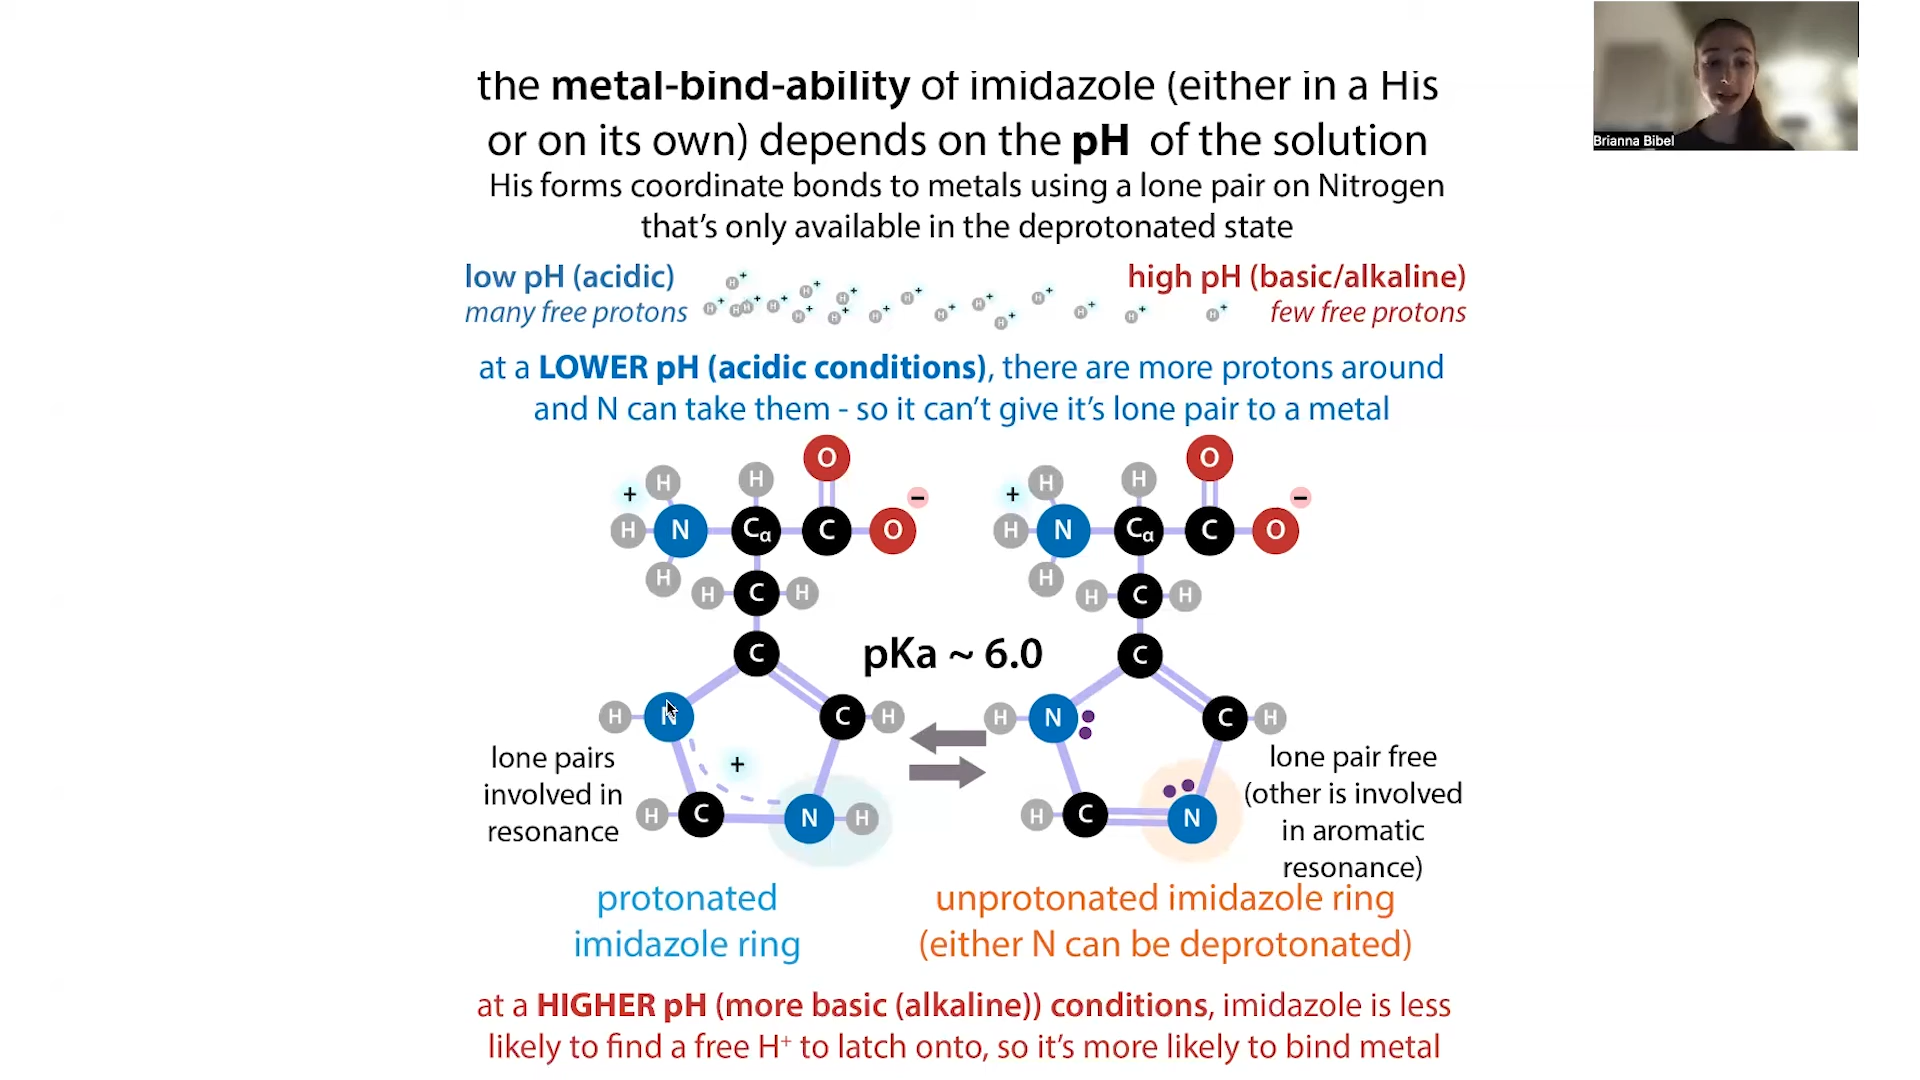 the metal-bind-ability of imidazole (either in a His
or on its own) depends on the pH of the solution
His forms coordinate bonds to metals using a lone pair on Nitrogen
that's only available in the deprotonated state
Brianna Bibel
low pH (acidic)
many free protons
H + H + H + H + H + H + H + H + H + H + H + H + H + H + H + H + H + H + H +
high pH (basic/alkaline)
few free protons
at a LOWER pH (acidic conditions), there are more protons around
and N can take them - so it can't give it's lone pair to a metal
O
+ H H −
H N Cα C O
H H C H
C
H N C H
+
H C N H
lone pairs
involved in
resonance
pKa ~ 6.0
O
+ H H −
H N Cα C O
H H C H
C
H N C H
H C N
lone pair free
(other is involved
in aromatic
resonance)
protonated
imidazole ring
unprotonated imidazole ring
(either N can be deprotonated)
at a HIGHER pH (more basic (alkaline)) conditions, imidazole is less
likely to find a free H⁺ to latch onto, so it's more likely to bind metal